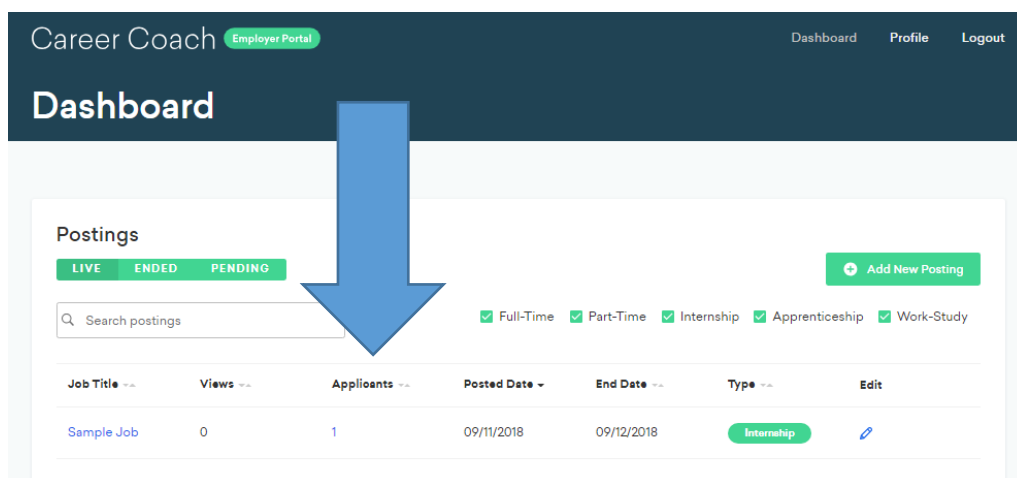 Career Coach Employer Portal Dashboard Profile Logout
Dashboard
Postings
LIVE ENDED PENDING
Add New Posting
Search postings Full-Time Part-Time Internship Apprenticeship Work-Study
Job Title Views Applicants Posted Date End Date Type Edit
Sample Job 0 1 09/11/2018 09/12/2018 Internship